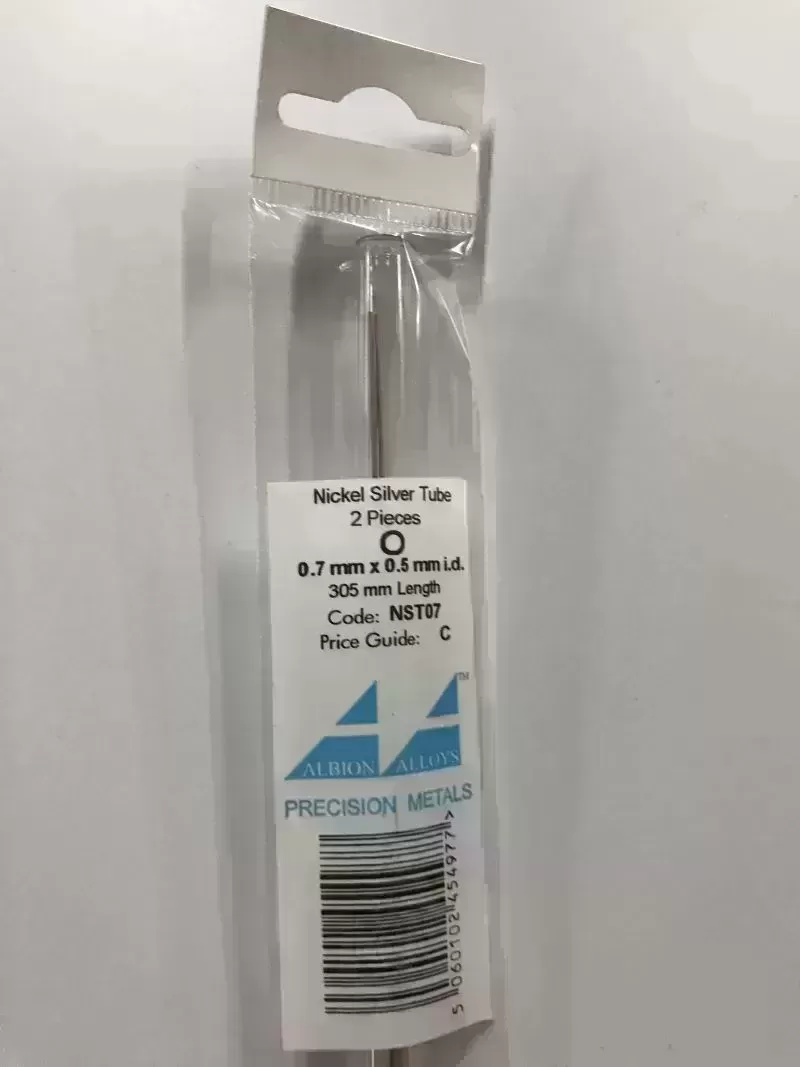 Nickel Silver Tube
2 Pieces
0.7 mm x 0.5 mm i.d.
305 mm Length
Code: NST07
Price Guide: C
TM
ALBION ALLOYS
PRECISION METALS
5 060102 454977 >